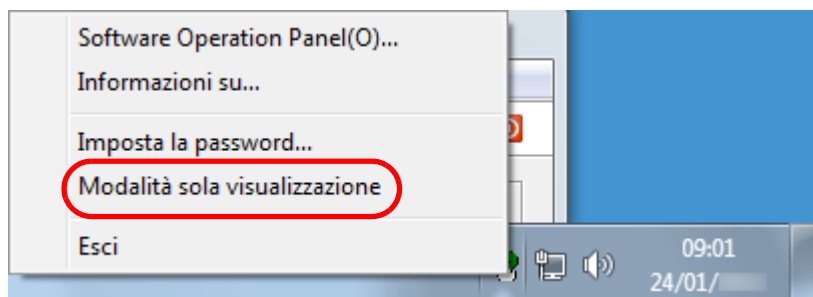 Software Operation Panel(O)...
Informazioni su...
Imposta la password...
Modalità sola visualizzazione
Esci
09:01
24/01/